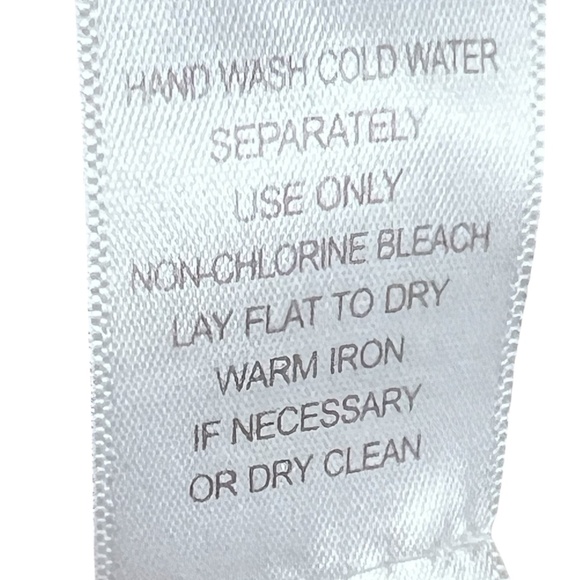 HAND WASH COLD WATER
SEPARATELY
USE ONLY
NON-CHLORINE BLEACH
LAY FLAT TO DRY
WARM IRON
IF NECESSARY
OR DRY CLEAN